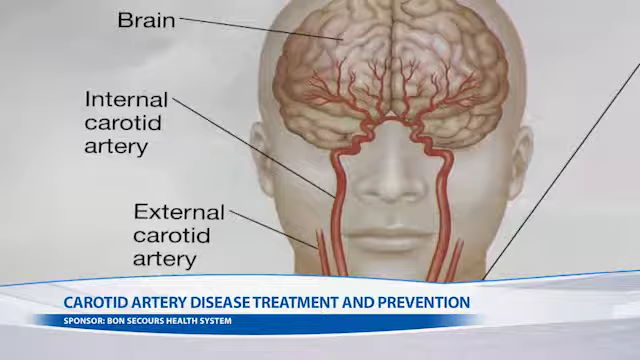 Brain
Internal
carotid
artery
External
carotid
artery
CAROTID ARTERY DISEASE TREATMENT AND PREVENTION
SPONSOR: BON SECOURS HEALTH SYSTEM